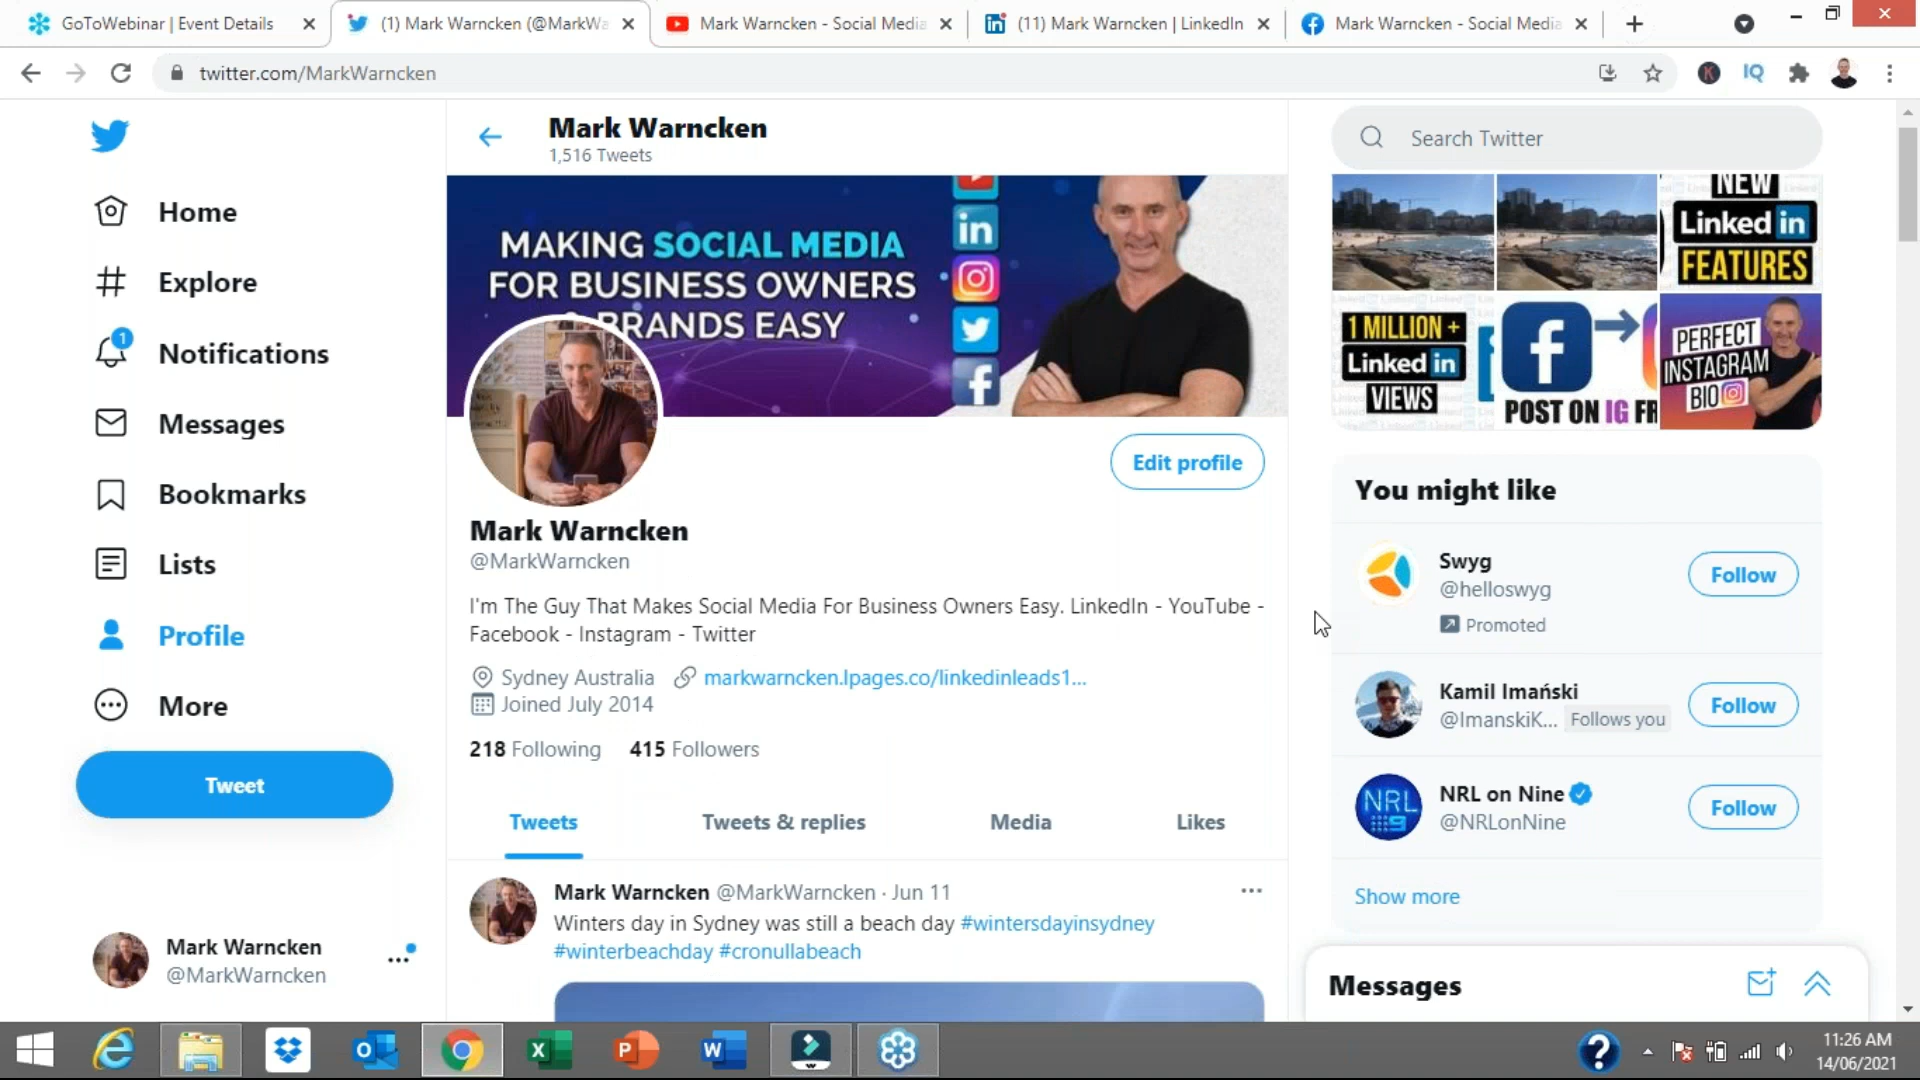 GoToWebinar | Event Details
(1) Mark Warncken (@MarkWa
Mark Warncken - Social Media
(11) Mark Warncken | LinkedIn
Mark Warncken - Social Media
twitter.com/MarkWarncken
IQ
Mark Warncken
1,516 Tweets
Search Twitter
Home
Explore
1
Notifications
Messages
Bookmarks
Lists
Profile
More
Tweet
Mark Warncken
@MarkWarncken
MAKING SOCIAL MEDIA
FOR BUSINESS OWNERS
BRANDS EASY
in
f
Edit profile
Mark Warncken
@MarkWarncken
I'm The Guy That Makes Social Media For Business Owners Easy. LinkedIn - YouTube -
Facebook - Instagram - Twitter
Sydney Australia markwarncken.lpages.co/linkedinleads1...
Joined July 2014
218 Following 415 Followers
Tweets Tweets & replies Media Likes
Mark Warncken @MarkWarncken · Jun 11
Winters day in Sydney was still a beach day #wintersdayinsydney
#winterbeachday #cronullabeach
NEW
Linked in
FEATURES
1 MILLION +
Linked in
VIEWS
f
POST ON IG FR
PERFECT
INSTAGRAM
BIO
You might like
Swyg
@helloswyg
Promoted
Follow
Kamil Imański
@ImanskiK... Follows you
Follow
NRL
9
NRL on Nine
@NRLonNine
Follow
Show more
Messages
11:26 AM
14/06/2021